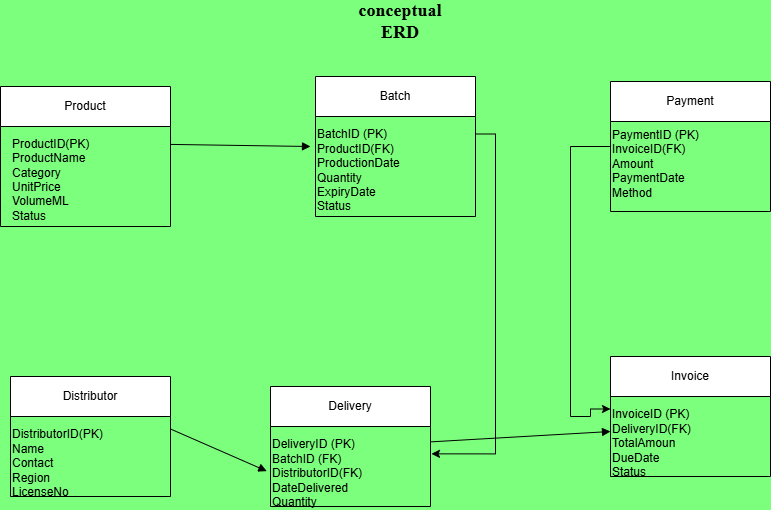 conceptual
ERD
Product
ProductID(PK)
ProductName
Category
UnitPrice
VolumeML
Status
Batch
BatchID (PK)
ProductID(FK)
ProductionDate
Quantity
ExpiryDate
Status
Payment
PaymentID (PK)
InvoiceID(FK)
Amount
PaymentDate
Method
Distributor
DistributorID(PK)
Name
Contact
Region
LicenseNo
Delivery
DeliveryID (PK)
BatchID (FK)
DistributorID(FK)
DateDelivered
Quantity
Invoice
InvoiceID (PK)
DeliveryID(FK)
TotalAmoun
DueDate
Status